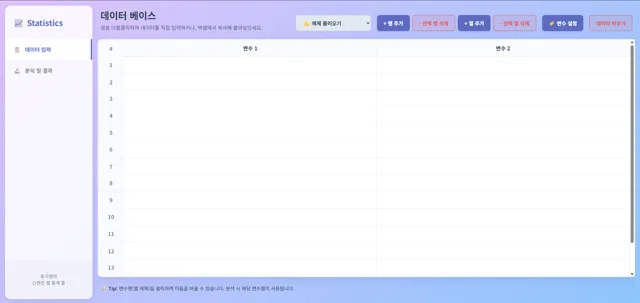 Statistics
데이터 입력
분석 및 결과
데이터 베이스
셀을 더블클릭하여 데이터를 직접 입력하거나, 엑셀에서 복사해 붙여넣으세요.
예제 불러오기
+ 행 추가
- 선택 행 삭제
+ 열 추가
- 선택 열 삭제
변수 설정
데이터 비우기
# 변수 1 변수 2
1
2
3
4
5
6
7
8
9
10
11
12
13
Tip: 변수명(열 제목)을 클릭하여 이름을 바꿀 수 있습니다. 분석 시 해당 변수명이 사용됩니다.
간편한 웹 통계 툴